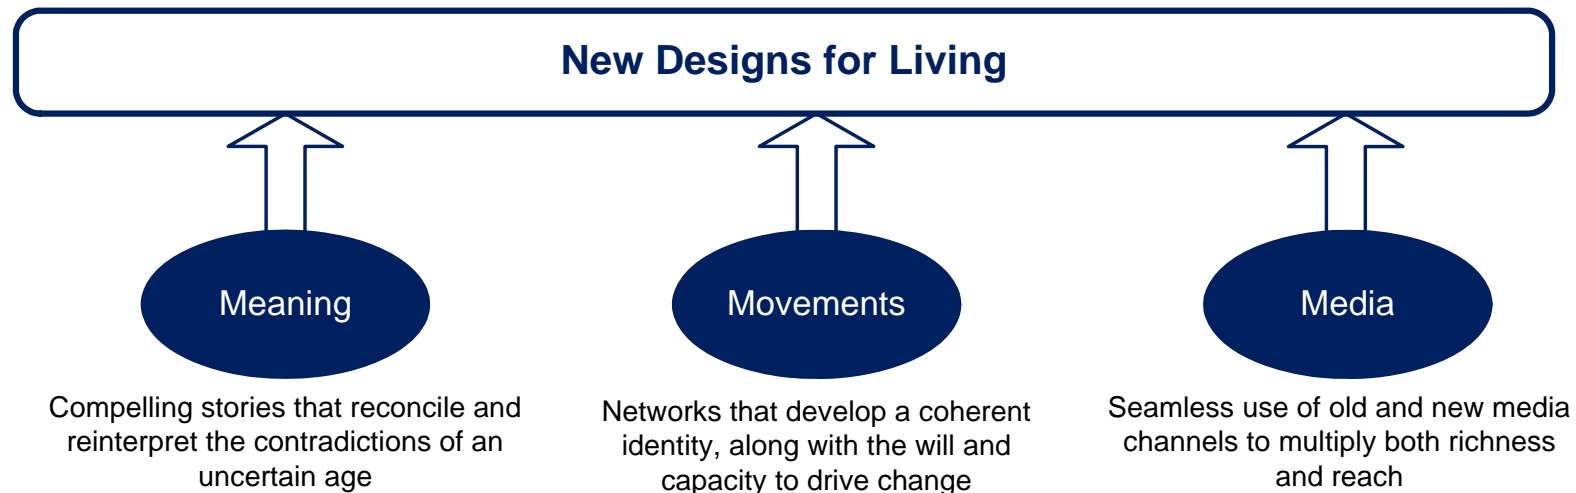 New Designs for Living
Meaning
Movements
Media
Compelling stories that reconcile and
reinterpret the contradictions of an
uncertain age
Networks that develop a coherent
identity, along with the will and
capacity to drive change
Seamless use of old and new media
channels to multiply both richness
and reach